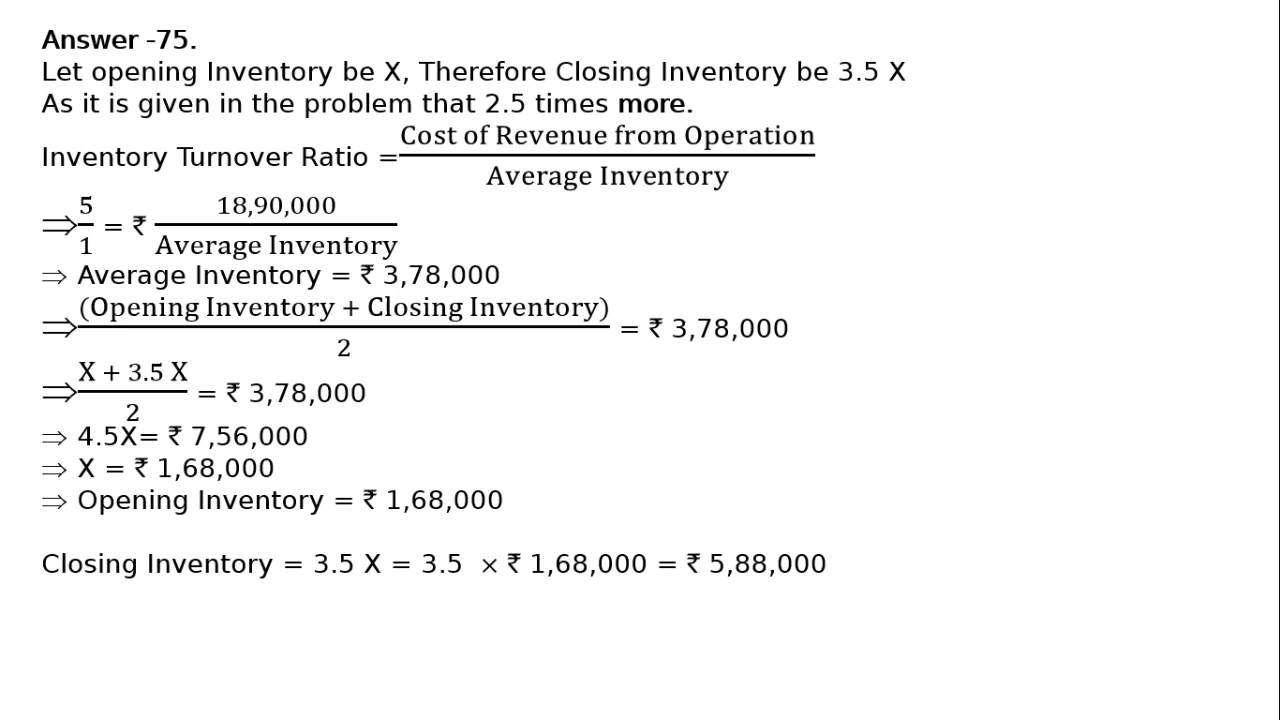 Answer -75.
Let opening Inventory be X, Therefore Closing Inventory be 3.5 X
As it is given in the problem that 2.5 times more.
Inventory Turnover Ratio = Cost of Revenue from Operation / Average Inventory
⇒ 5/1 = ₹ 18,90,000 / Average Inventory
⇒ Average Inventory = ₹ 3,78,000
⇒ (Opening Inventory + Closing Inventory) / 2 = ₹ 3,78,000
⇒ X + 3.5 X / 2 = ₹ 3,78,000
⇒ 4.5X= ₹ 7,56,000
⇒ X = ₹ 1,68,000
⇒ Opening Inventory = ₹ 1,68,000
Closing Inventory = 3.5 X = 3.5 × ₹ 1,68,000 = ₹ 5,88,000